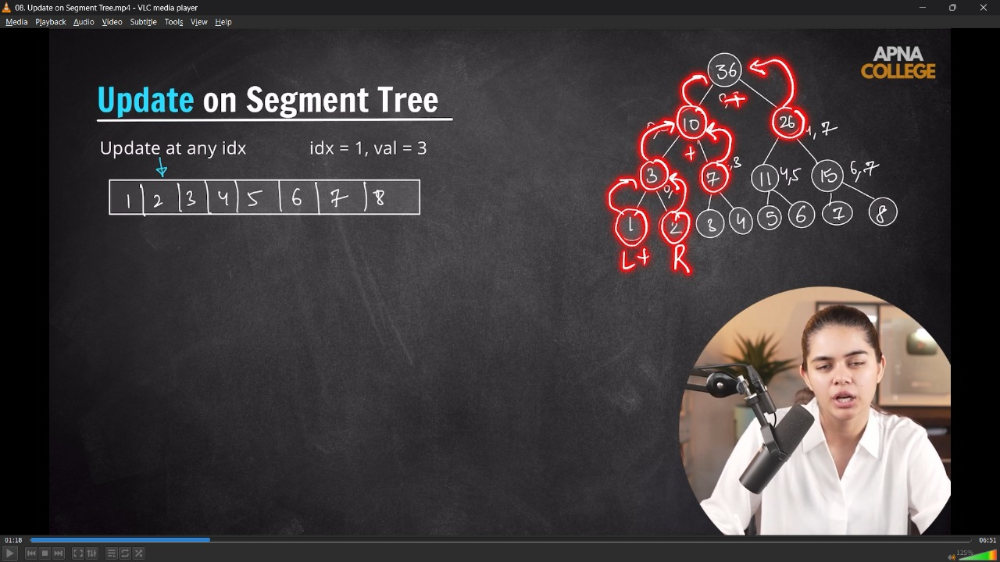 08. Update on Segment Tree.mp4 - VLC media player
Media Playback Audio Video Subtitle Tools View Help
APNA
COLLEGE
Update on Segment Tree
Update at any idx idx = 1, val = 3
1 2 3 4 5 6 7 8
36
+
10 26 4, 7
+
3 7 ,3 11 4,5 15 6,7
1 2 3 4 5 6 7 8
L+ R
01:18 06:51
125%